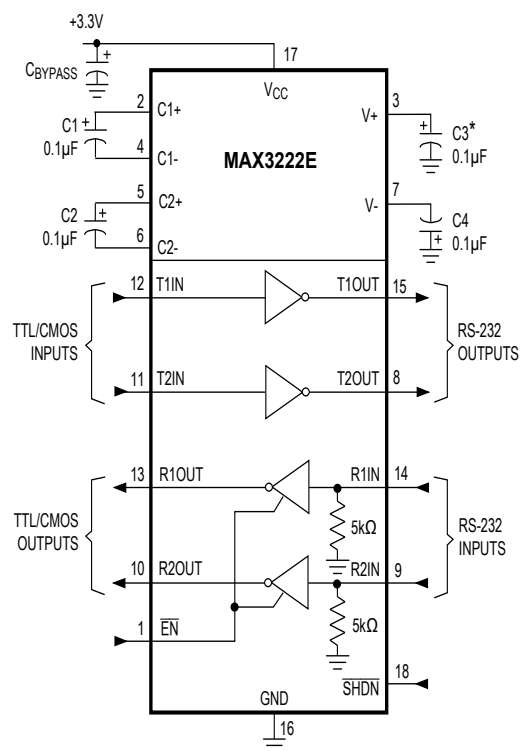 +3.3V
CBYPASS
+
17
VCC
2
C1+
3
V+
C1
+
0.1µF
4
C1-
MAX3222E
+
C3*
0.1µF
5
C2+
7
V-
C2
+
0.1µF
6
C2-
C4
+
0.1µF
12
T1IN
T1OUT
15
TTL/CMOS
INPUTS
RS-232
OUTPUTS
11
T2IN
T2OUT
8
13
R1OUT
R1IN
14
5kΩ
TTL/CMOS
OUTPUTS
RS-232
INPUTS
10
R2OUT
R2IN
9
5kΩ
1
EN
18
SHDN
GND
16